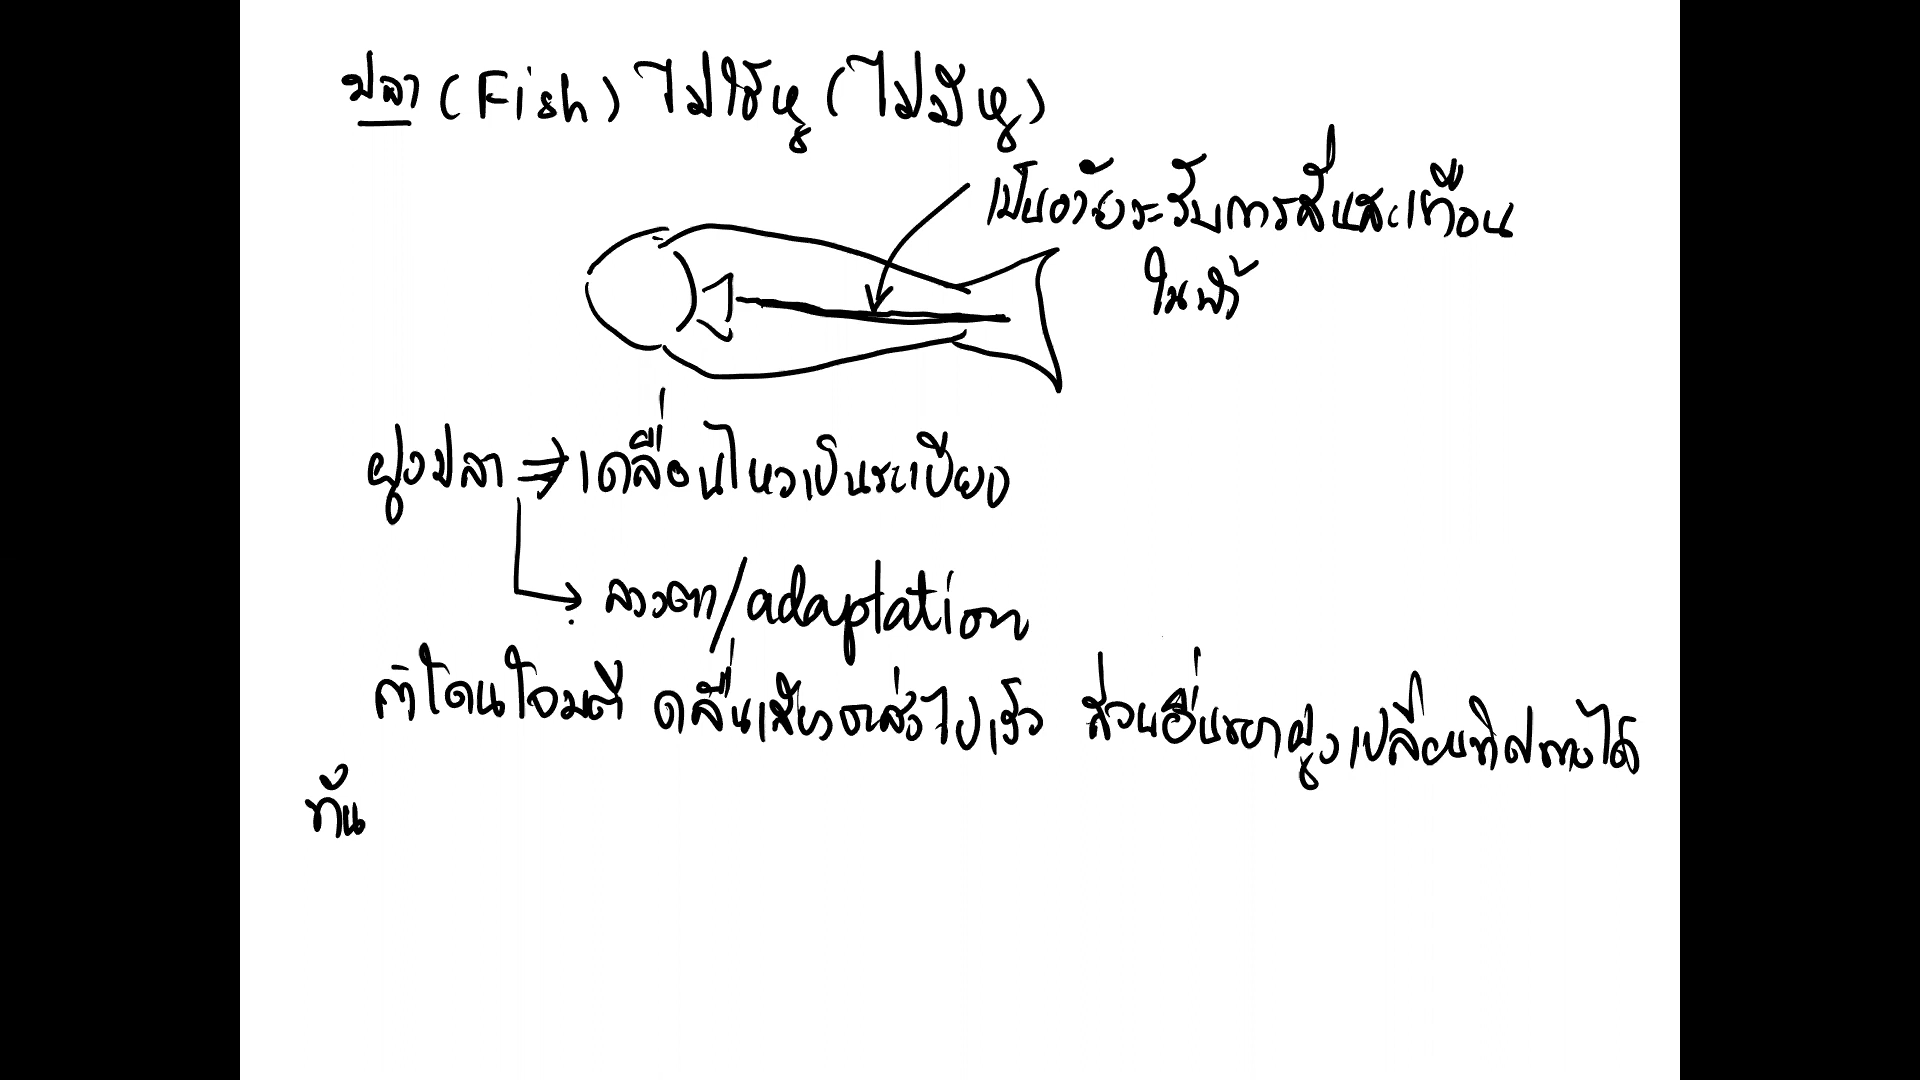 ปลา (Fish) ไม่ใช้หู (ไม่มีหู)
เป็นอวัยวะรับการสั่นสะเทือน
ในน้ำ
ฝูงปลา ⇒ เคลื่อนไหวเป็นระเบียบ
→ ลวงตา/adaptation
ถ้าโดนโจมตี คลื่นเสียงจะส่งไปเร็ว ส่วนอื่นของฝูงเปลี่ยนทิศทางได้
ทัน